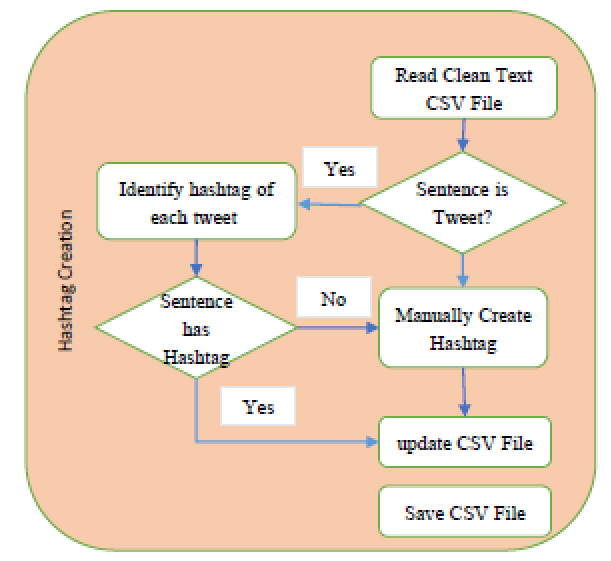 Hashtag Creation
Read Clean Text
CSV File
Sentence is
Tweet?
Yes
Identify hashtag of
each tweet
Sentence
has
Hashtag
No
Manually Create
Hashtag
Yes
update CSV File
Save CSV File